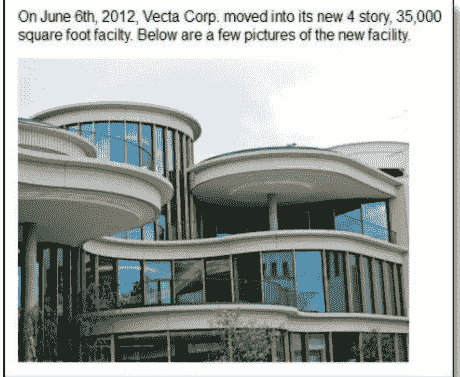 On June 6th, 2012, Vecta Corp. moved into its new 4 story, 35,000
square foot facilty. Below are a few pictures of the new facility.